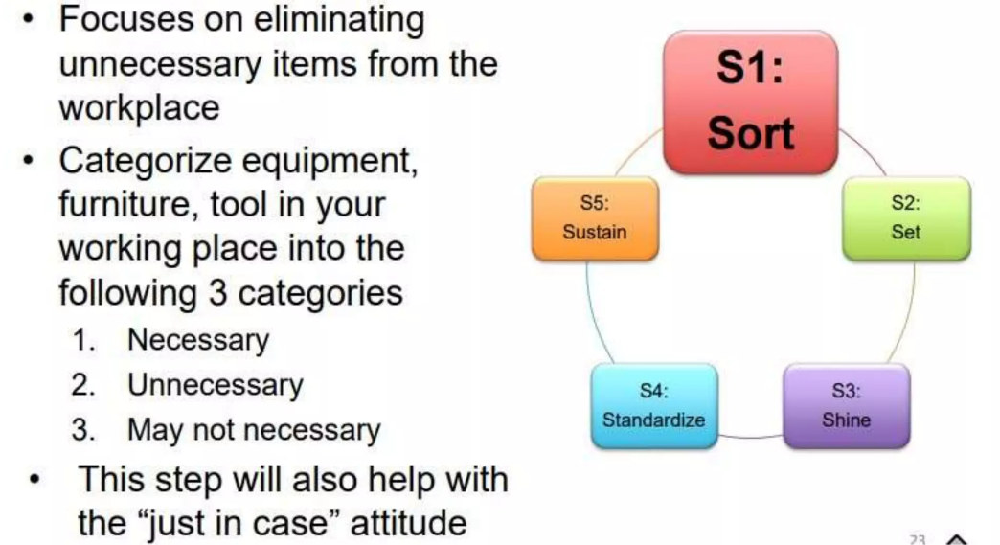 • Focuses on eliminating
unnecessary items from the
workplace
• Categorize equipment,
furniture, tool in your
working place into the
following 3 categories
1. Necessary
2. Unnecessary
3. May not necessary
• This step will also help with
the “just in case” attitude
S1:
Sort
S2:
Set
S3:
Shine
S4:
Standardize
S5:
Sustain
23